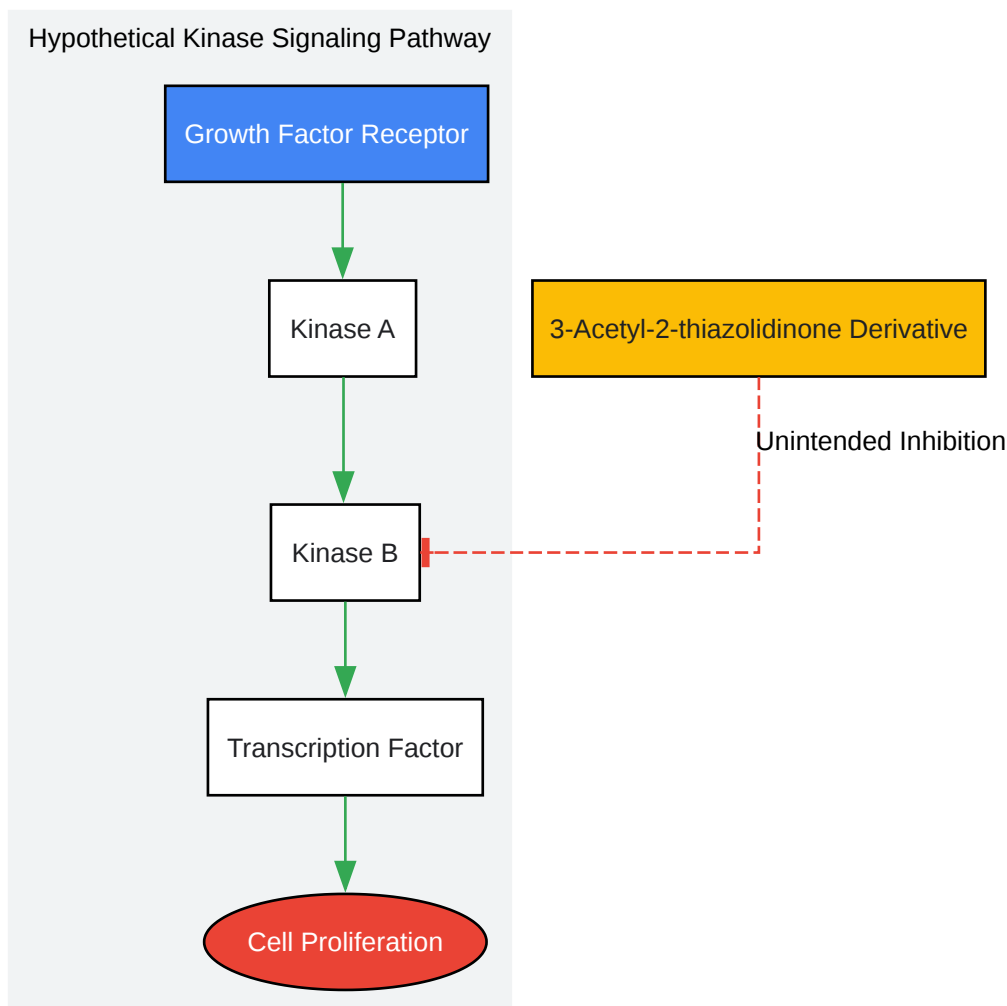 Hypothetical Kinase Signaling Pathway
Growth Factor Receptor
Kinase A
3-Acetyl-2-thiazolidinone Derivative
Unintended Inhibition
Kinase B
Transcription Factor
Cell Proliferation